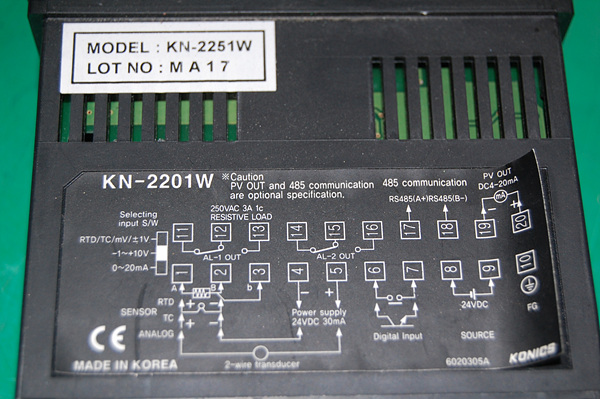 MODEL : KN-2251W
LOT NO : M A 1 7
KN-2201W
※Caution
PV OUT and 485 communication
are optional specification.
485 communication
PV OUT
DC4-20mA
Selecting
input S/W
250VAC 3A 1c
RESISTIVE LOAD
RS485(A+) RS485(B-)
mA
- +
RTD/TC/mV/±1V
-1~+10V
0~20mA
11 12 13 14 15 16 17 18 19 20
AL-1 OUT
AL-2 OUT
1 2 3 4 5 6 7 8 9 10
A B b
- +
SENSOR
RTD
TC
ANALOG
+ -
+ -
Power supply
24VDC 30mA
24VDC
FG
Digital Input
SOURCE
CE
2-wire transducer
MADE IN KOREA
6020305A
KONICS